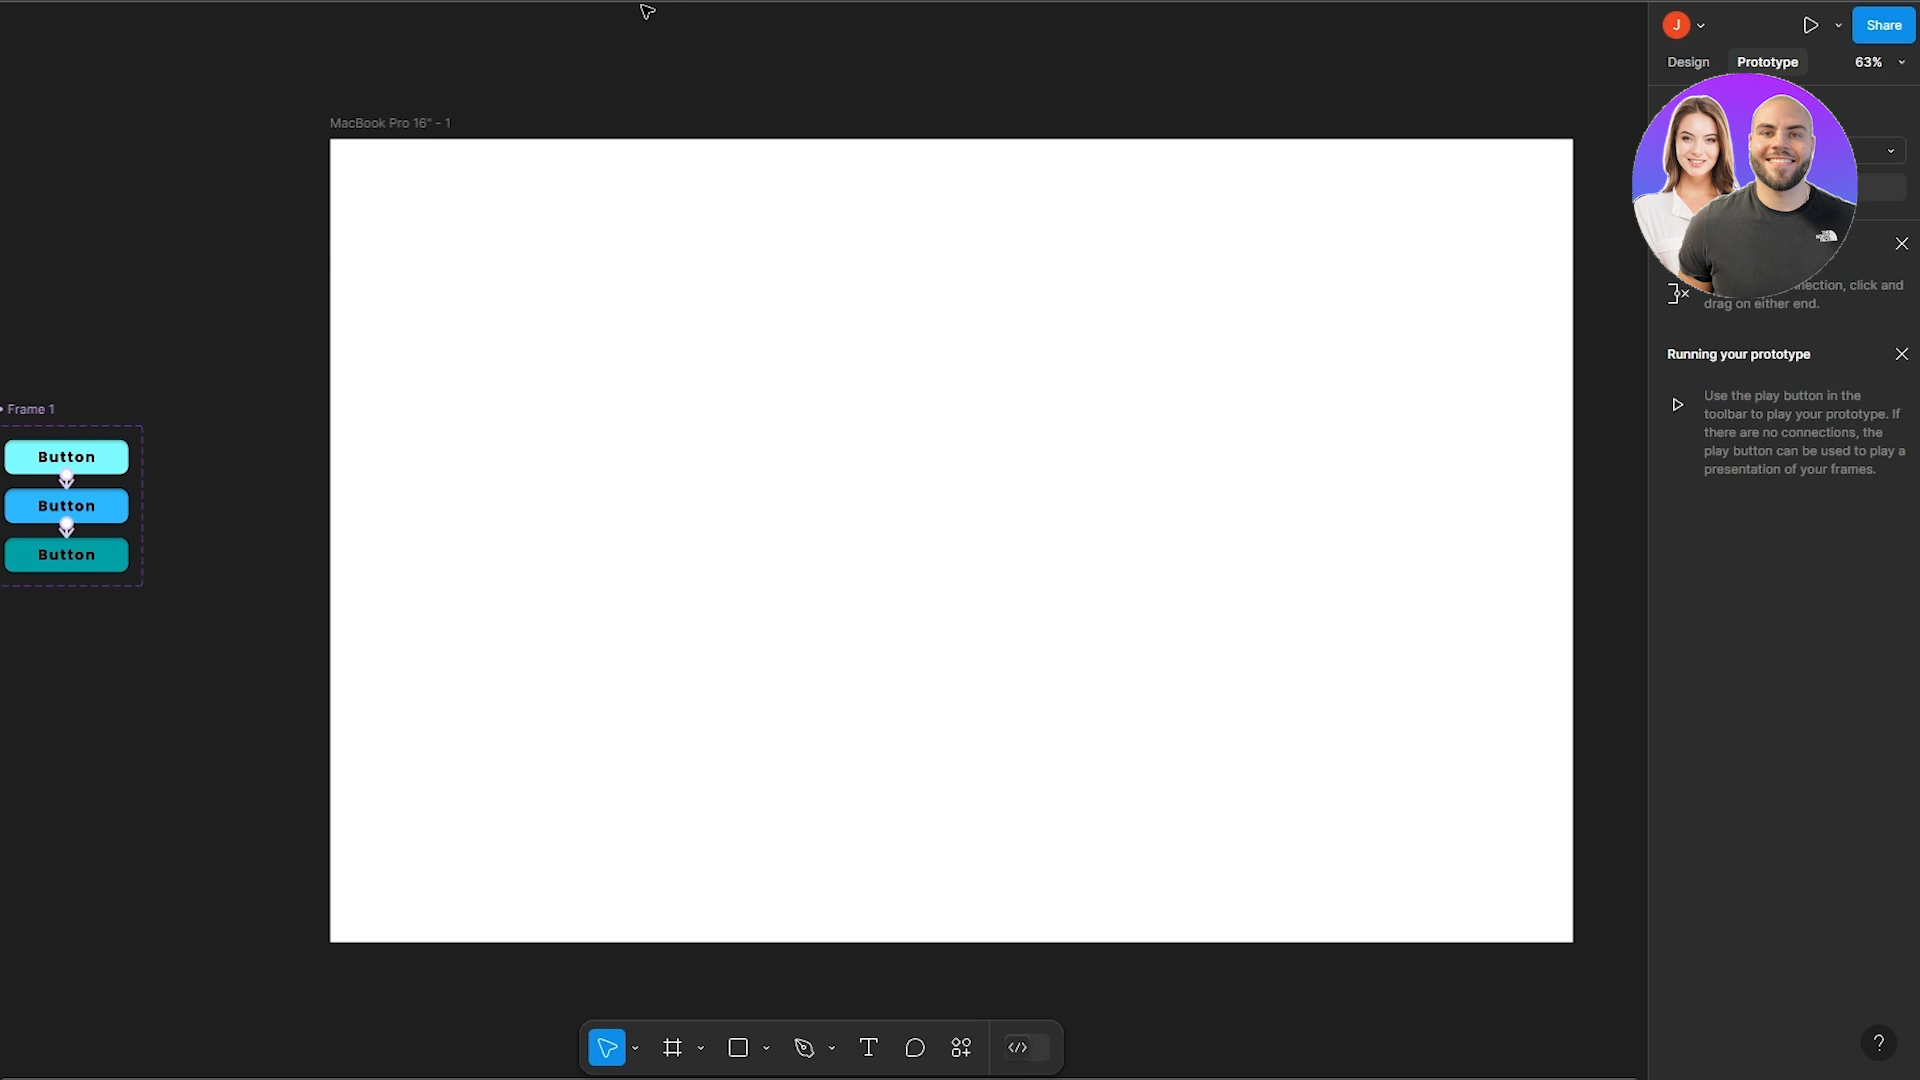 J
Share
Design
Prototype
63%
MacBook Pro 16" - 1
nection, click and
drag on either end.
Running your prototype
Use the play button in the
toolbar to play your prototype. If
there are no connections, the
play button can be used to play a
presentation of your frames.
Frame 1
Button
Button
Button
?